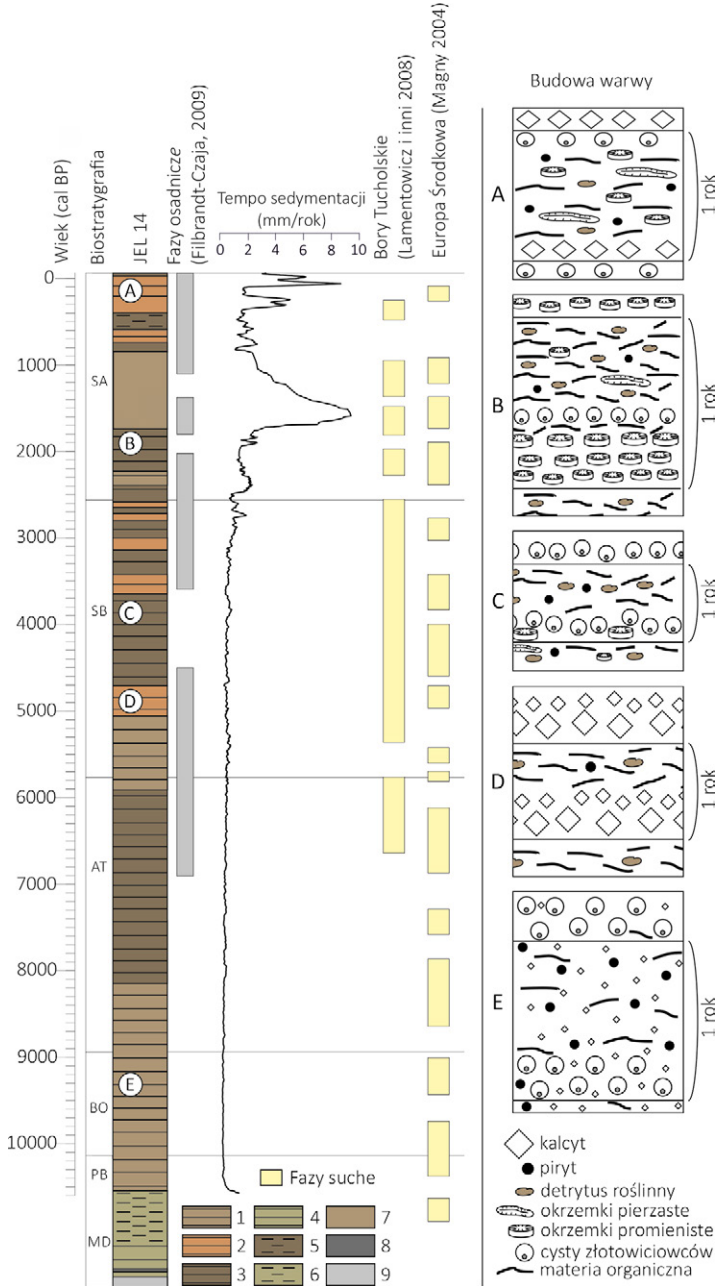 Wiek (cal BP)
Biostratygrafia
JEL 14
Fazy osadnicze
(Filbrandt-Czaja, 2009)
Tempo sedymentacji
(mm/rok)
0 2 4 6 8 10
Bory Tucholskie
(Lamentowicz i inni 2008)
Europa Środkowa (Magny 2004)
0
1000
2000
3000
4000
5000
6000
7000
8000
9000
10000
SA
SB
AT
BO
PB
MD
A
B
C
D
E
Fazy suche
1 4 7
2 5 8
3 6 9
Budowa warwy
A
1 rok
B
1 rok
C
1 rok
D
1 rok
E
1 rok
kalcyt
piryt
detrytus roślinny
okrzemki pierzaste
okrzemki promieniste
cysty złotowiciowców
materia organiczna